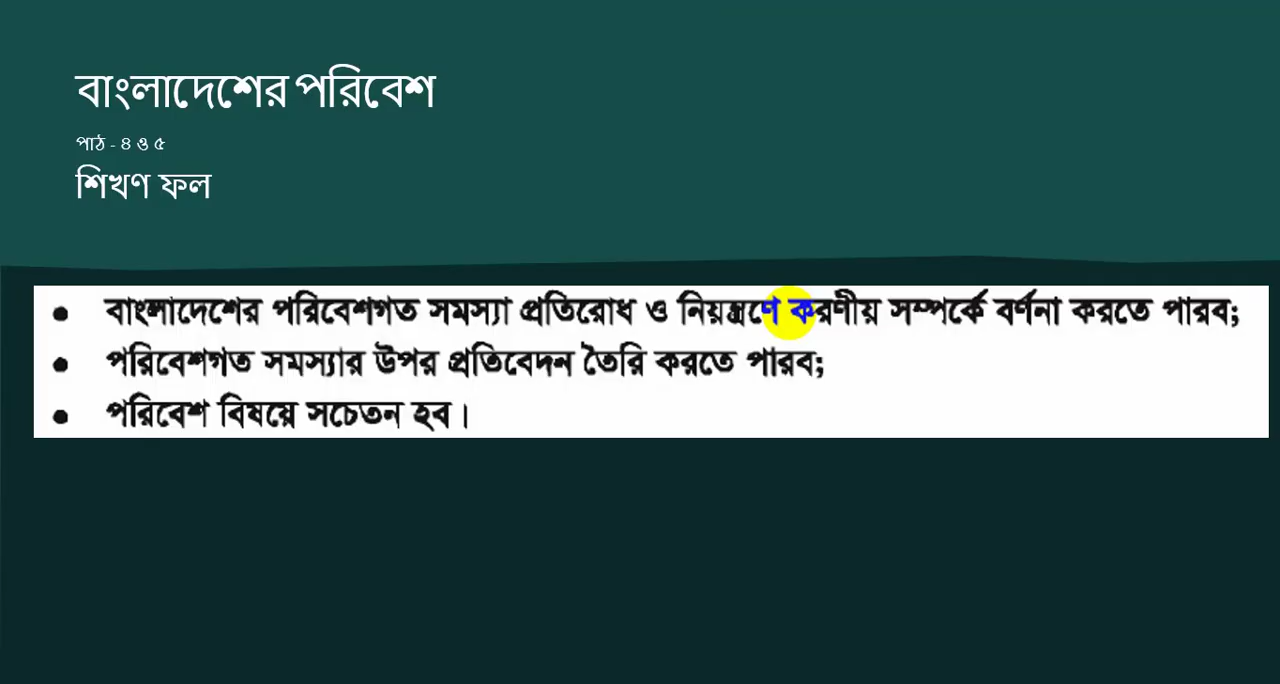 বাংলাদেশের পরিবেশ
পাঠ - ৪ ও ৫
শিখণ ফল
• বাংলাদেশের পরিবেশগত সমস্যা প্রতিরোধ ও নিয়ন্ত্রণে করণীয় সম্পর্কে বর্ণনা করতে পারব;
• পরিবেশগত সমস্যার উপর প্রতিবেদন তৈরি করতে পারব;
• পরিবেশ বিষয়ে সচেতন হব।